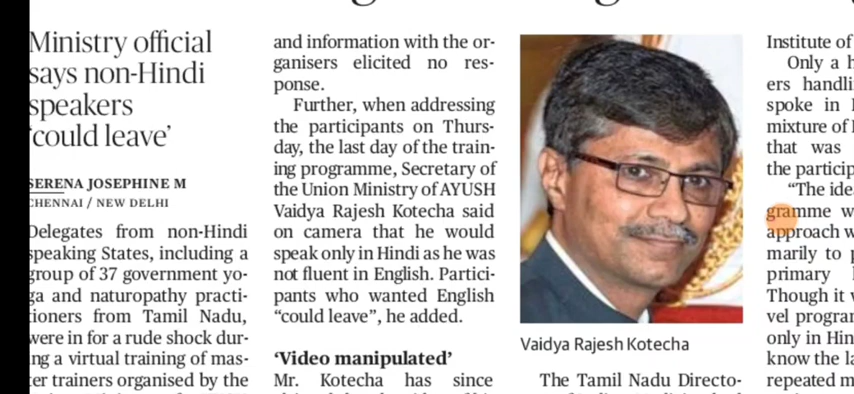 Ministry official
says non-Hindi
speakers
‘could leave’
SERENA JOSEPHINE M
CHENNAI / NEW DELHI
Delegates from non-Hindi
speaking States, including a
group of 37 government yo-
ga and naturopathy practi-
tioners from Tamil Nadu,
were in for a rude shock dur-
ing a virtual training of mas-
ter trainers organised by the
and information with the or-
ganisers elicited no res-
ponse.
Further, when addressing
the participants on Thurs-
day, the last day of the train-
ing programme, Secretary of
the Union Ministry of AYUSH
Vaidya Rajesh Kotecha said
on camera that he would
speak only in Hindi as he was
not fluent in English. Partici-
pants who wanted English
“could leave”, he added.
‘Video manipulated’
Mr. Kotecha has since
Vaidya Rajesh Kotecha
The Tamil Nadu Directo-
Institute of
Only a
ers handli
spoke in
mixture of
that was
the particip
“The ide
gramme w
approach w
marily to
primary
Though it
vel program
only in Hin
know the la
repeated m